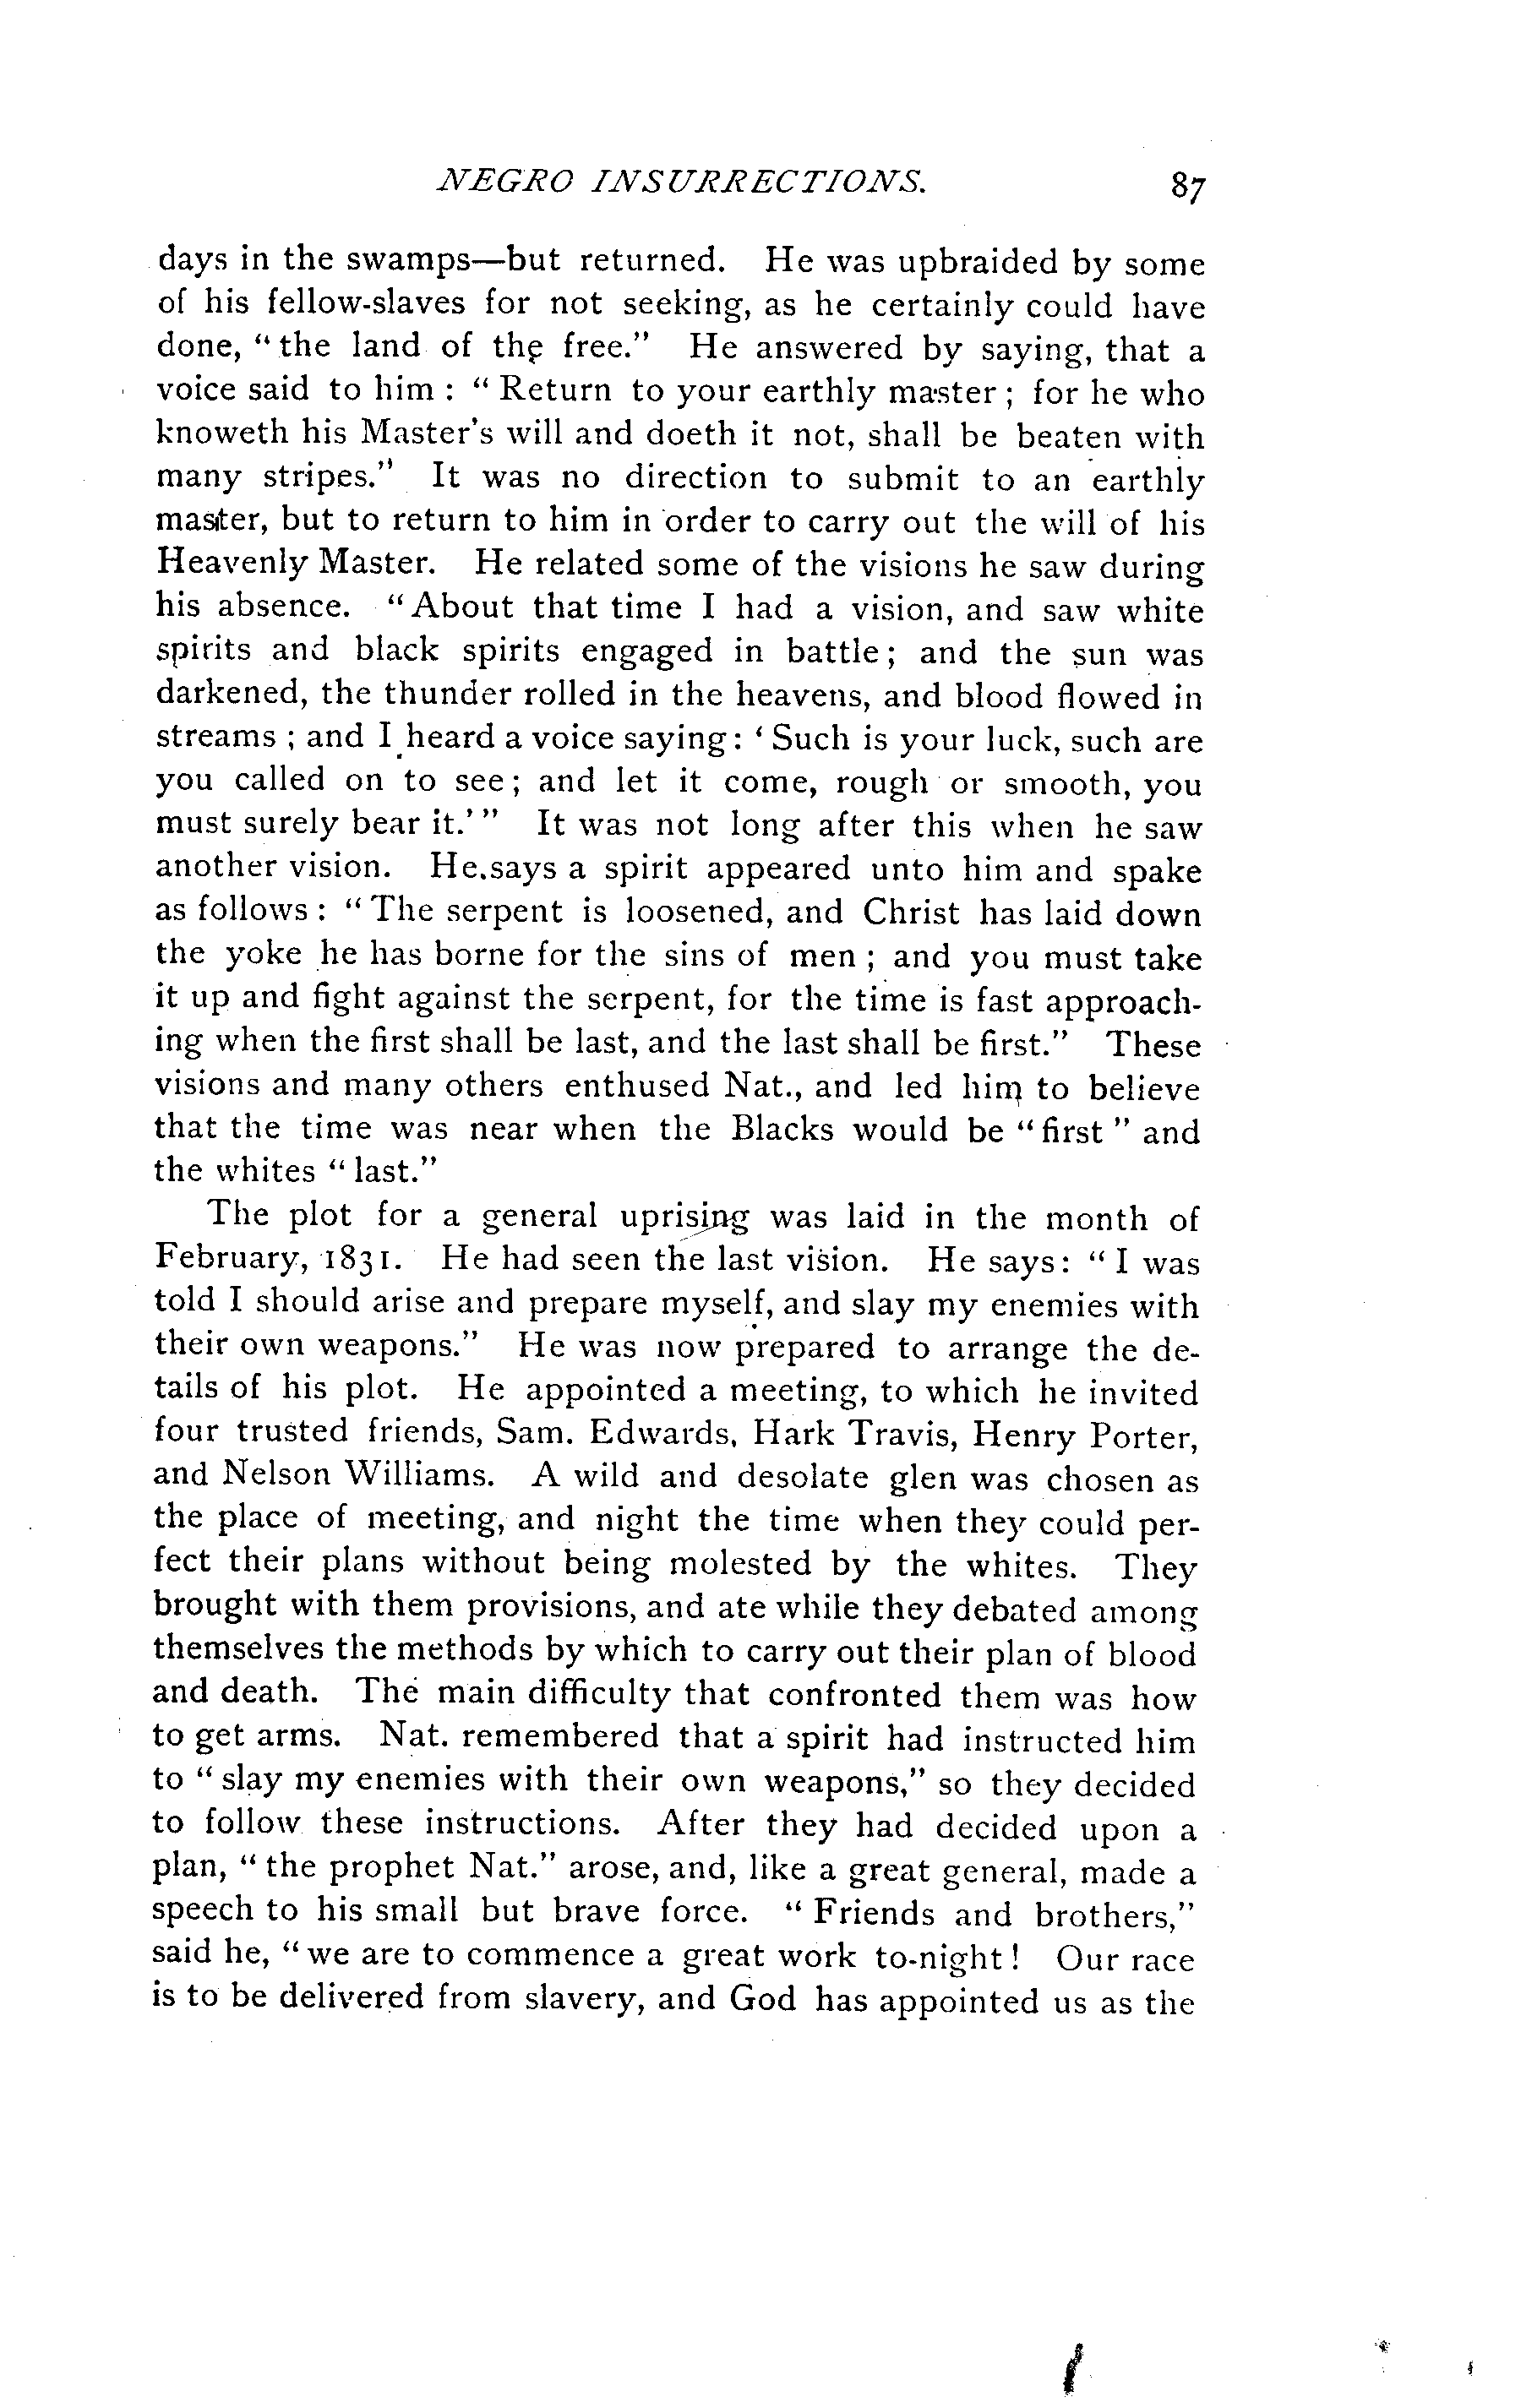 NEGRO INSURRECTIONS. 87
days in the swamps—but returned. He was upbraided by some
of his fellow-slaves for not seeking, as he certainly could have
done, "the land of the free." He answered by saying, that a
voice said to him : " Return to your earthly master ; for he who
knoweth his Master's will and doeth it not, shall be beaten with
many stripes." It was no direction to submit to an earthly
master, but to return to him in order to carry out the will of his
Heavenly Master. He related some of the visions he saw during
his absence. "About that time I had a vision, and saw white
spirits and black spirits engaged in battle ; and the sun was
darkened, the thunder rolled in the heavens, and blood flowed in
streams ; and I heard a voice saying: ‘ Such is your luck, such are
you called on to see ; and let it come, rough or smooth, you
must surely bear it.’ " It was not long after this when he saw
another vision. He says a spirit appeared unto him and spake
as follows : " The serpent is loosened, and Christ has laid down
the yoke he has borne for the sins of men ; and you must take
it up and fight against the serpent, for the time is fast approach-
ing when the first shall be last, and the last shall be first." These
visions and many others enthused Nat., and led him to believe
that the time was near when the Blacks would be " first " and
the whites " last."
The plot for a general uprising was laid in the month of
February, 1831. He had seen the last vision. He says: " I was
told I should arise and prepare myself, and slay my enemies with
their own weapons." He was now prepared to arrange the de-
tails of his plot. He appointed a meeting, to which he invited
four trusted friends, Sam. Edwards, Hark Travis, Henry Porter,
and Nelson Williams. A wild and desolate glen was chosen as
the place of meeting, and night the time when they could per-
fect their plans without being molested by the whites. They
brought with them provisions, and ate while they debated among
themselves the methods by which to carry out their plan of blood
and death. The main difficulty that confronted them was how
to get arms. Nat. remembered that a spirit had instructed him
to " slay my enemies with their own weapons," so they decided
to follow these instructions. After they had decided upon a
plan, " the prophet Nat." arose, and, like a great general, made a
speech to his small but brave force. " Friends and brothers,"
said he, " we are to commence a great work to-night ! Our race
is to be delivered from slavery, and God has appointed us as the